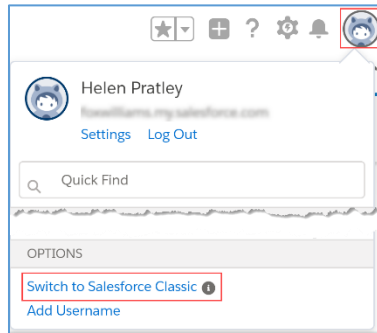 Helen Pratley
Settings Log Out
Quick Find
OPTIONS
Switch to Salesforce Classic
Add Username